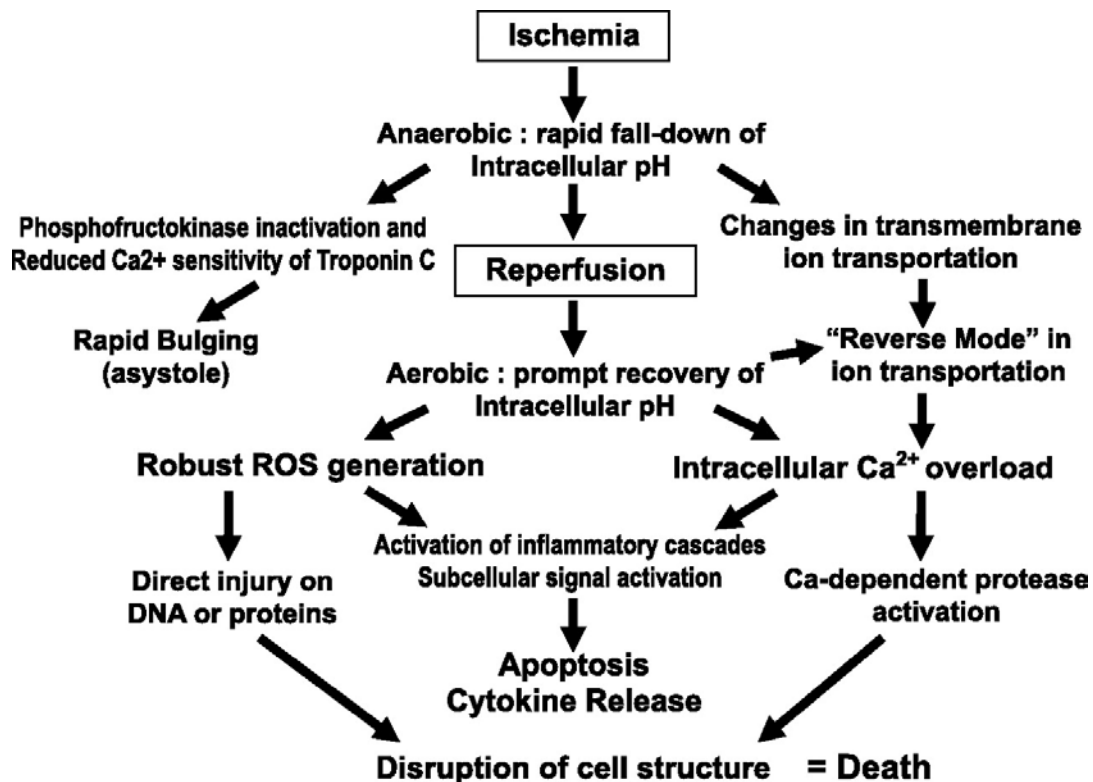 Ischemia
Anaerobic : rapid fall-down of
Intracellular pH
Phosphofructokinase inactivation and
Reduced Ca2+ sensitivity of Troponin C
Changes in transmembrane
ion transportation
Reperfusion
Rapid Bulging
(asystole)
“Reverse Mode” in
ion transportation
Aerobic : prompt recovery of
Intracellular pH
Robust ROS generation
Intracellular Ca²⁺ overload
Activation of inflammatory cascades
Subcellular signal activation
Direct injury on
DNA or proteins
Ca-dependent protease
activation
Apoptosis
Cytokine Release
Disruption of cell structure = Death